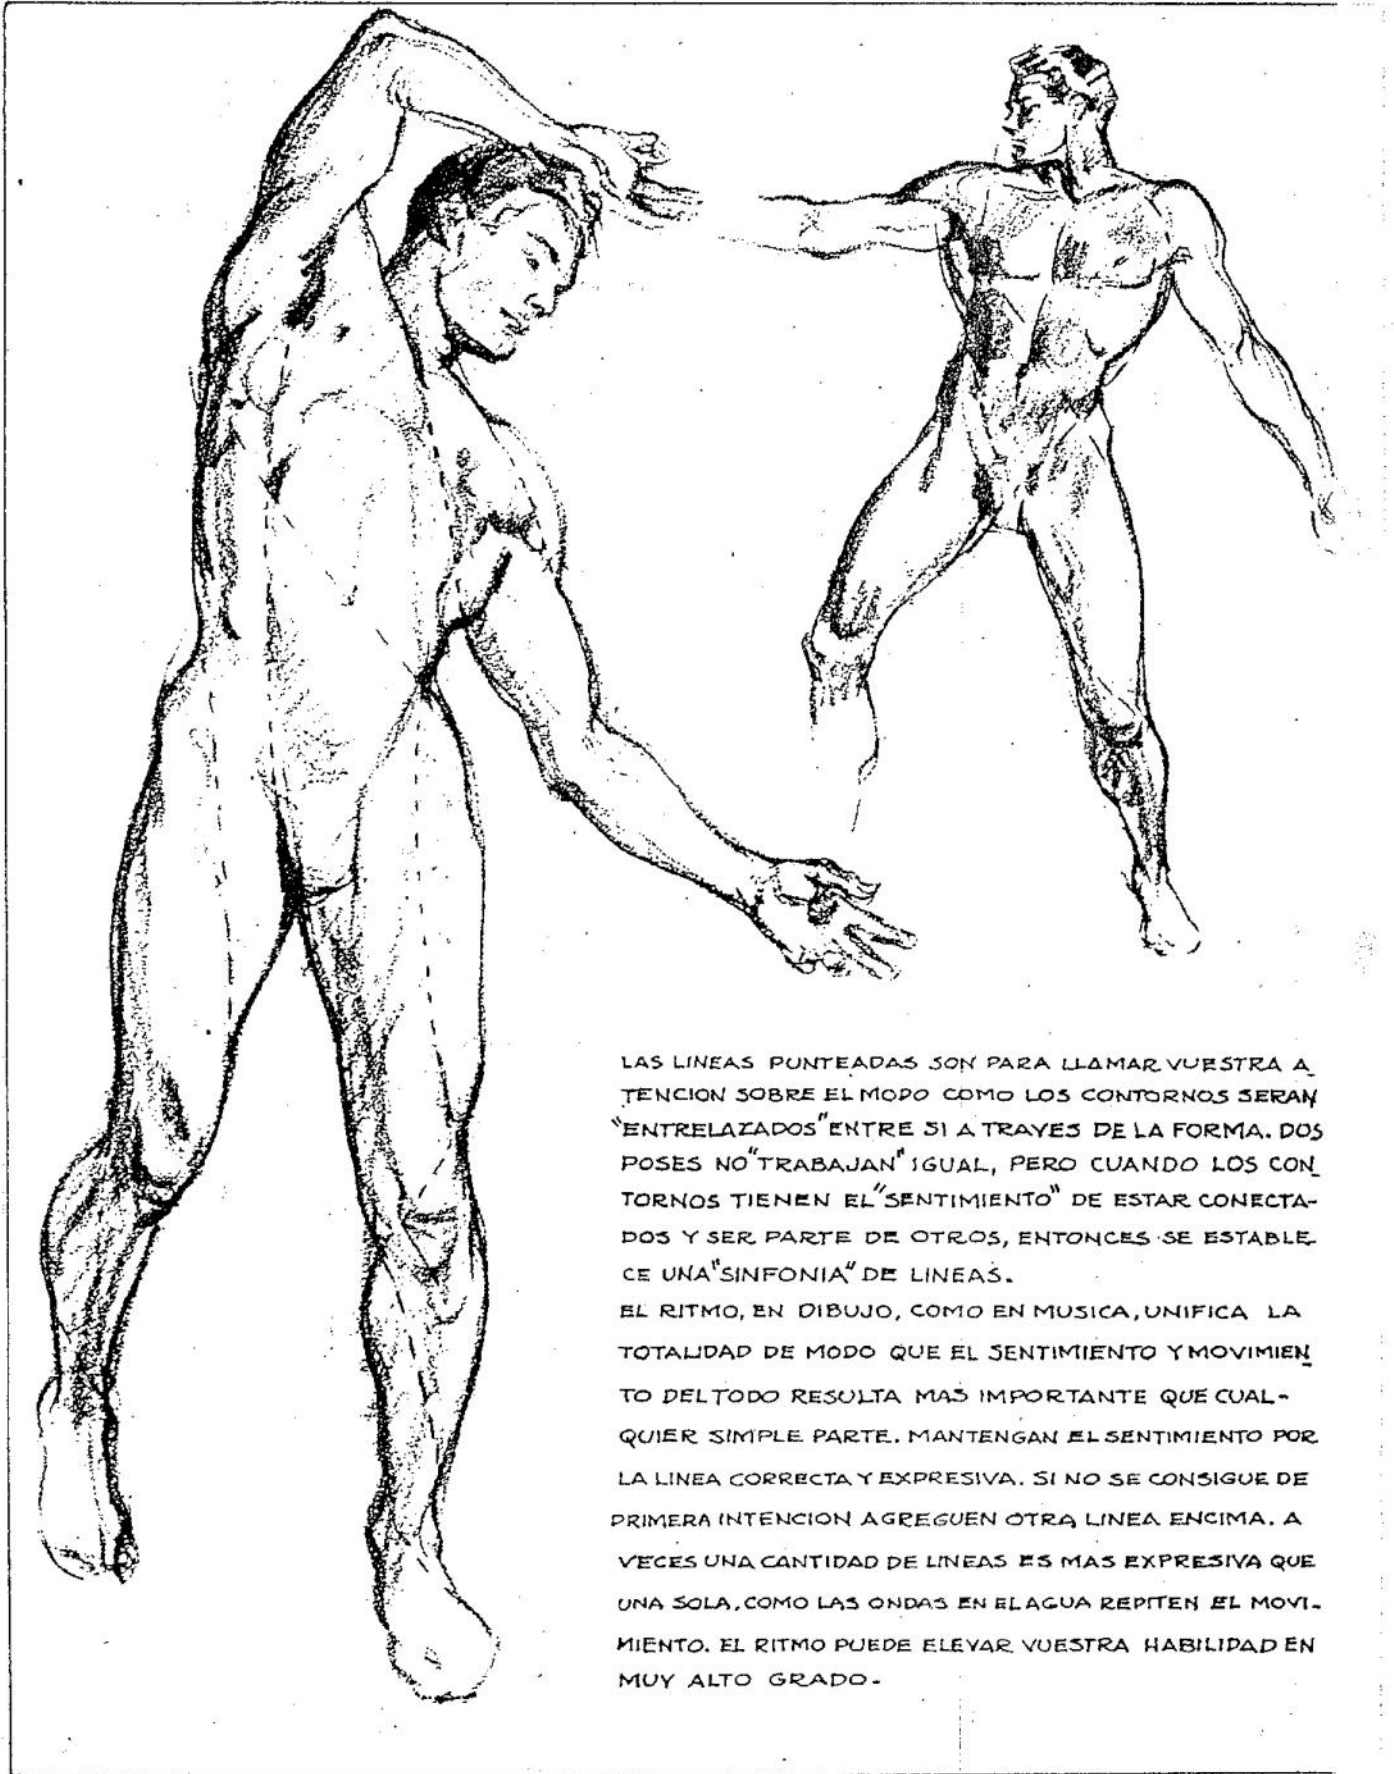 LAS LINEAS PUNTEADAS SON PARA LLAMAR VUESTRA A_
TENCION SOBRE EL MODO COMO LOS CONTORNOS SERAN
"ENTRELAZADOS" ENTRE SI A TRAVES DE LA FORMA. DOS
POSES NO "TRABAJAN" IGUAL, PERO CUANDO LOS CON_
TORNOS TIENEN EL "SENTIMIENTO" DE ESTAR CONECTA-
DOS Y SER PARTE DE OTROS, ENTONCES SE ESTABLE_
CE UNA "SINFONIA" DE LINEAS.
EL RITMO, EN DIBUJO, COMO EN MUSICA, UNIFICA LA
TOTALIDAD DE MODO QUE EL SENTIMIENTO Y MOVIMIEN_
TO DEL TODO RESULTA MAS IMPORTANTE QUE CUAL-
QUIER SIMPLE PARTE. MANTENGAN EL SENTIMIENTO POR
LA LINEA CORRECTA Y EXPRESIVA. SI NO SE CONSIGUE DE
PRIMERA INTENCION AGREGUEN OTRA LINEA ENCIMA. A
VECES UNA CANTIDAD DE LINEAS ES MAS EXPRESIVA QUE
UNA SOLA, COMO LAS ONDAS EN EL AGUA REPITEN EL MOVI-
MIENTO. EL RITMO PUEDE ELEVAR VUESTRA HABILIDAD EN
MUY ALTO GRADO-